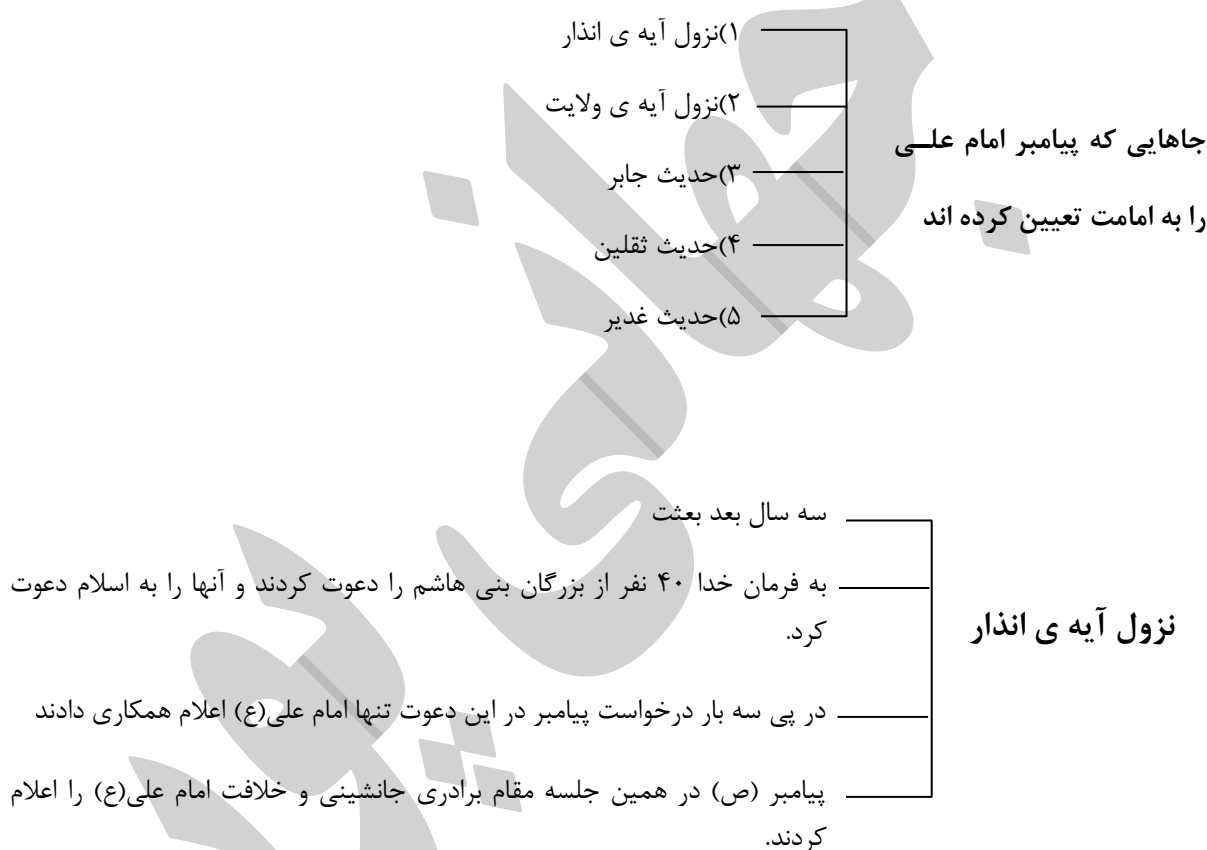 جاهایی که پیامبر امام علـی
را به امامت تعیین کرده اند
۱)نزول آیه ی انذار
۲)نزول آیه ی ولایت
۳)حدیث جابر
۴)حدیث ثقلین
۵)حدیث غدیر
نزول آیه ی انذار
سه سال بعد بعثت
به فرمان خدا ۴۰ نفر از بزرگان بنی هاشم را دعوت کردند و آنها را به اسلام دعوت
کرد.
در پی سه بار درخواست پیامبر در این دعوت تنها امام علی(ع) اعلام همکاری دادند
پیامبر (ص) در همین جلسه مقام برادری جانشینی و خلافت امام علی(ع) را اعلام
کردند.